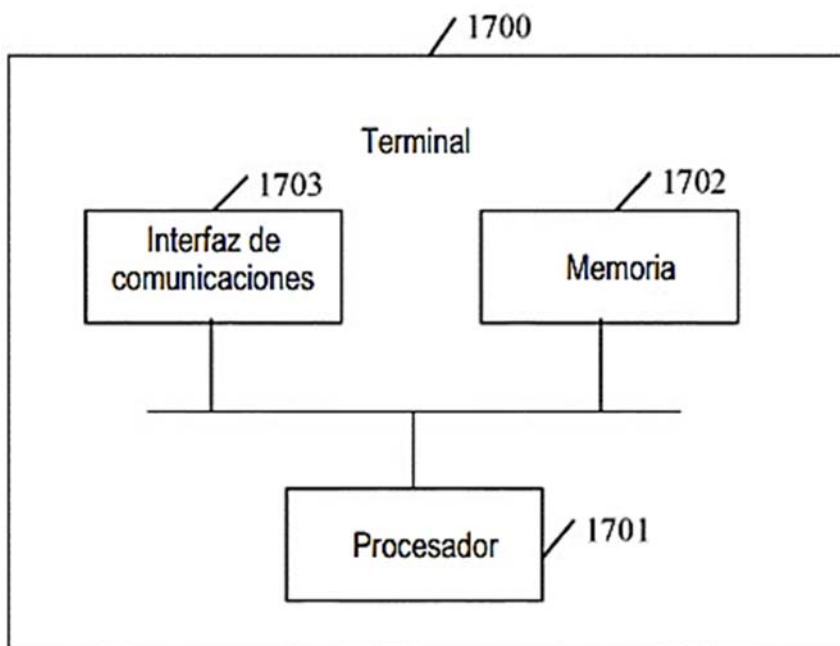 1700
Terminal
1703
1702
Interfaz de
comunicaciones
Memoria
Procesador
1701